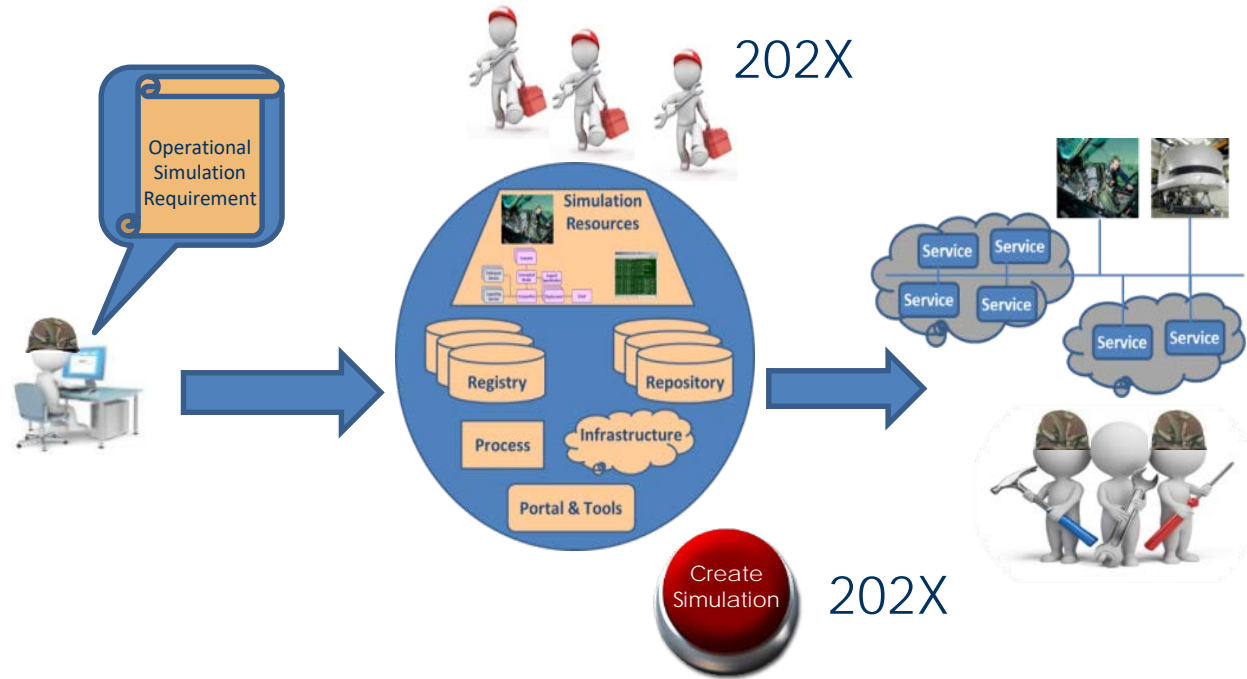 202X
Operational
Simulation
Requirement
Simulation
Resources
Registry
Repository
Process
Infrastructure
Portal & Tools
Service
Service
Service
Service
Service
Service
Create
Simulation
202X